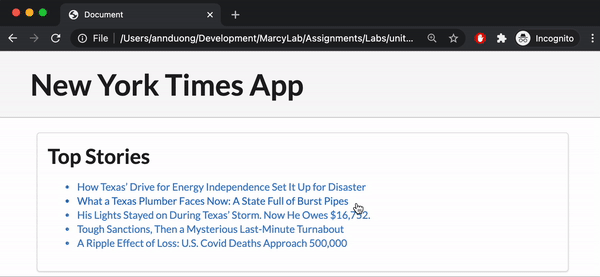 Document
File
/Users/annduong/Development/MarcyLab/Assignments/Labs/unit...
Incognito
New York Times App
Top Stories
How Texas' Drive for Energy Independence Set It Up for Disaster
What a Texas Plumber Faces Now: A State Full of Burst Pipes
His Lights Stayed on During Texas' Storm. Now He Owes $16,752.
Tough Sanctions, Then a Mysterious Last-Minute Turnabout
A Ripple Effect of Loss: U.S. Covid Deaths Approach 500,000